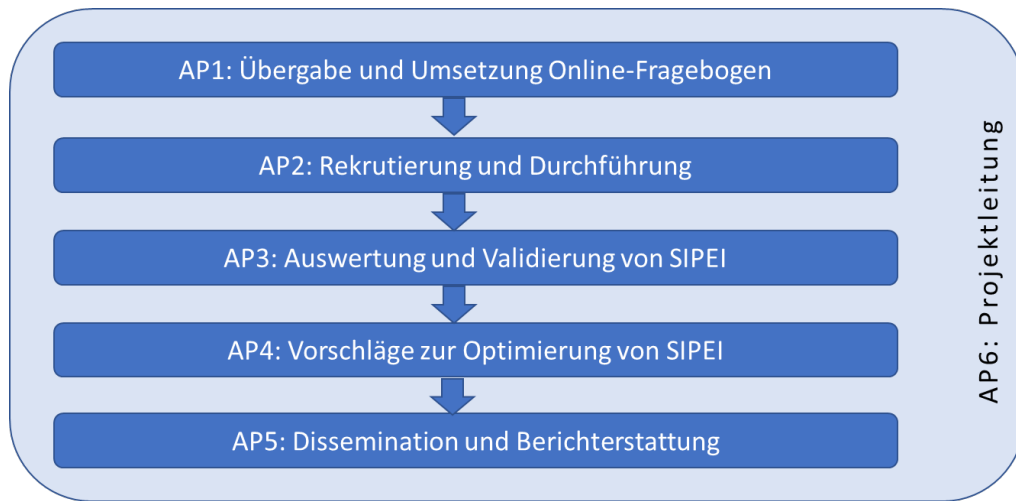 AP1: Übergabe und Umsetzung Online-Fragebogen
AP2: Rekrutierung und Durchführung
AP3: Auswertung und Validierung von SIPEI
AP4: Vorschläge zur Optimierung von SIPEI
AP5: Dissemination und Berichterstattung
AP6: Projektleitung